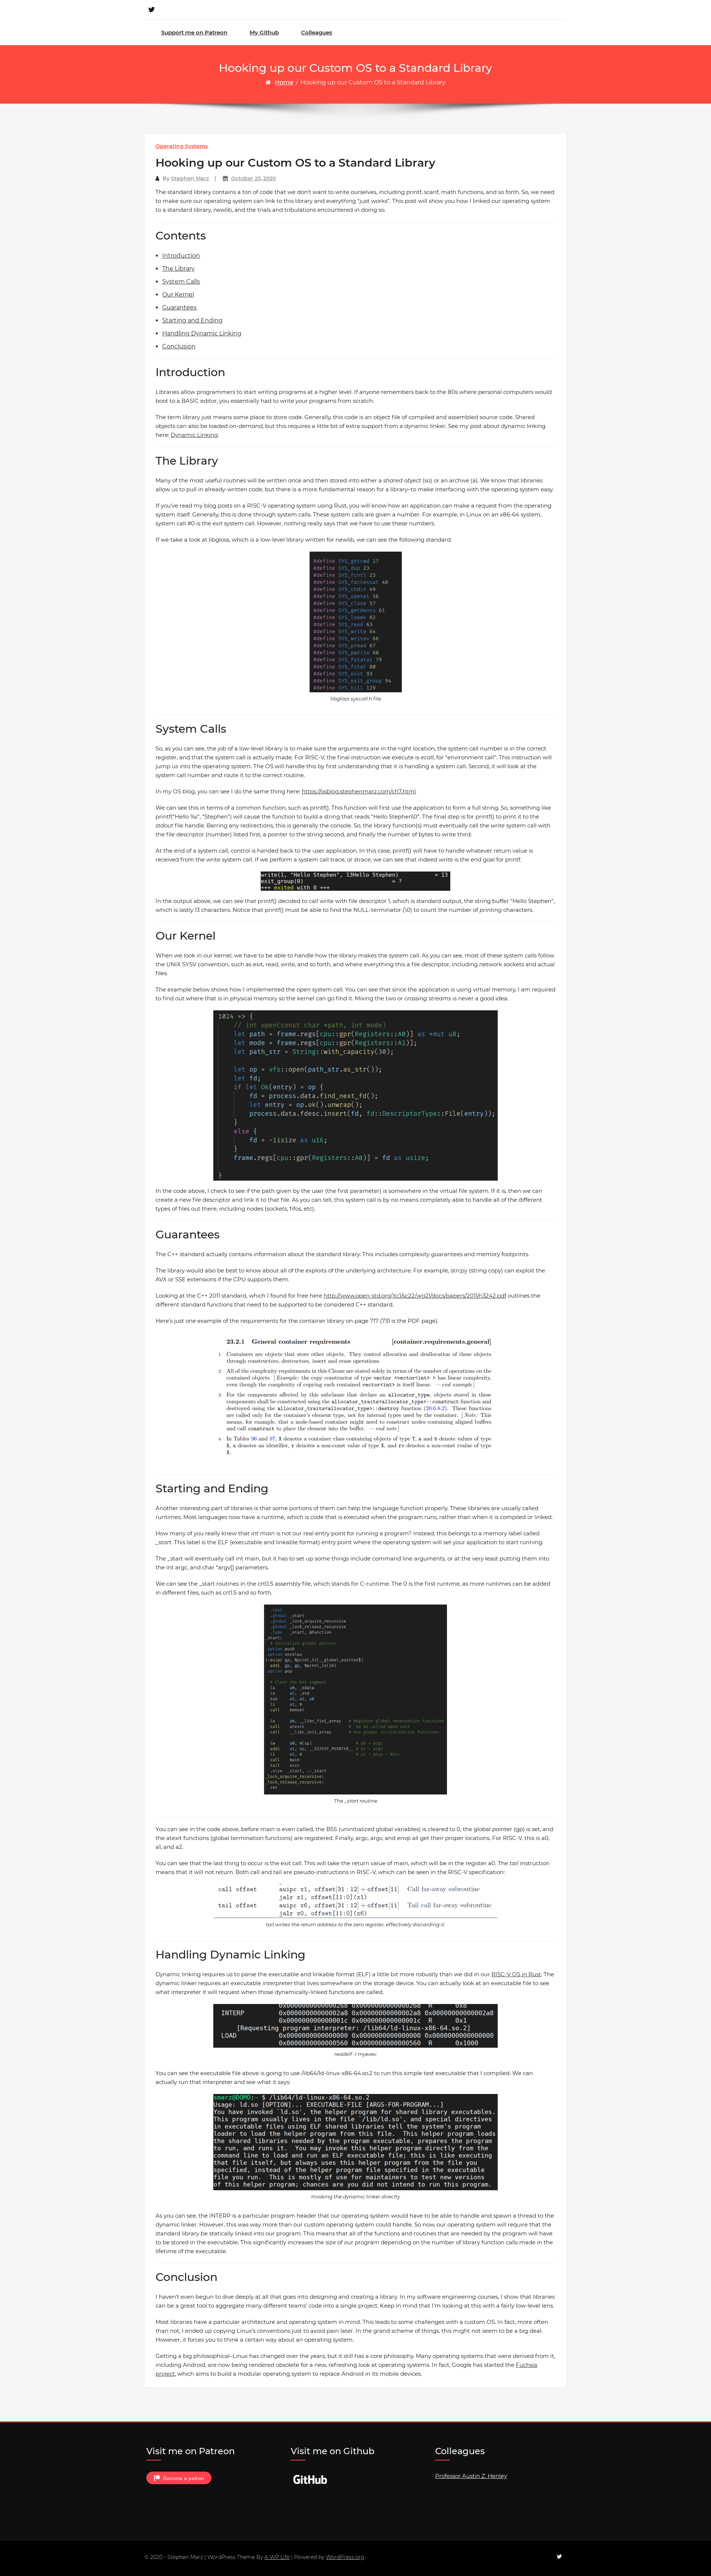 Support me on Patreon My Github Colleagues
Hooking up our Custom OS to a Standard Library
Home / Hooking up our Custom OS to a Standard Library
Operating Systems
Hooking up our Custom OS to a Standard Library
By Stephen Marz | October 25, 2020
The standard library contains a ton of code that we don't want to write ourselves, including printf, scanf, math functions, and so forth. So, we need
to make sure our operating system can link to this library and everything "just works". This post will show you how I linked our operating system
to a standard library, newlib, and the trials and tribulations encountered in doing so.
Contents
Introduction
The Library
System Calls
Our Kernel
Guarantees
Starting and Ending
Handling Dynamic Linking
Conclusion
Introduction
Libraries allow programmers to start writing programs at a higher level. If anyone remembers back to the 80s where personal computers would
boot to a BASIC editor, you essentially had to write your programs from scratch.
The term library just means some place to store code. Generally, this code is an object file of compiled and assembled source code. Shared
objects can also be loaded on-demand, but this requires a little bit of extra support from a dynamic linker. See my post about dynamic linking
here: Dynamic Linking.
The Library
Many of the most useful routines will be written once and then stored into either a shared object (so) or an archive (a). We know that libraries
allow us to pull in already-written code, but there is a more fundamental reason for a library–to make interfacing with the operating system easy.
If you've read my blog posts on a RISC-V operating system using Rust, you will know how an application can make a request from the operating
system itself. Generally, this is done through system calls. These system calls are given a number. For example, in Linux on an x86-64 system,
system call #0 is the exit system call. However, nothing really says that we have to use these numbers.
If we take a look at libgloss, which is a low-level library written for newlib, we can see the following standard:
#define SYS_getcwd 17
#define SYS_dup 23
#define SYS_fcntl 25
#define SYS_faccessat 48
#define SYS_chdir 49
#define SYS_openat 56
#define SYS_close 57
#define SYS_getdents 61
#define SYS_lseek 62
#define SYS_read 63
#define SYS_write 64
#define SYS_writev 66
#define SYS_pread 67
#define SYS_pwrite 68
#define SYS_fstatat 79
#define SYS_fstat 80
#define SYS_exit 93
#define SYS_exit_group 94
#define SYS_kill 129
libgloss syscall.h file.
System Calls
So, as you can see, the job of a low-level library is to make sure the arguments are in the right location, the system call number is in the correct
register, and that the system call is actually made. For RISC-V, the final instruction we execute is ecall, for "environment call". This instruction will
jump us into the operating system. The OS will handle this by first understanding that it is handling a system call. Second, it will look at the
system call number and route it to the correct routine.
In my OS blog, you can see I do the same thing here: https://osblog.stephenmarz.com/ch7.html
We can see this in terms of a common function, such as printf(). This function will first use the application to form a full string. So, something like
printf("Hello %s", "Stephen") will cause the function to build a string that reads "Hello Stephen\0". The final step is for printf() to print it to the
stdout file handle. Barring any redirections, this is generally the console. So, the library function(s) must eventually call the write system call with
the file descriptor (number) listed first, a pointer to the string second, and finally the number of bytes to write third.
At the end of a system call, control is handed back to the user application. In this case, printf() will have to handle whatever return value is
received from the write system call. If we perform a system call trace, or strace, we can see that indeed write is the end goal for printf.
write(1, "Hello Stephen", 13Hello Stephen) = 13
exit_group(0) = ?
+++ exited with 0 +++
In the output above, we can see that printf() decided to call write with file descriptor 1, which is standard output, the string buffer "Hello Stephen",
which is lastly 13 characters. Notice that printf() must be able to find the NULL-terminator (\0) to count the number of printing characters.
Our Kernel
When we look in our kernel, we have to be able to handle how the library makes the system call. As you can see, most of these system calls follow
the UNIX SYSV convention, such as exit, read, write, and so forth, and where everything this a file descriptor, including network sockets and actual
files.
The example below shows how I implemented the open system call. You can see that since the application is using virtual memory, I am required
to find out where that is in physical memory so the kernel can go find it. Mixing the two or crossing streams is never a good idea.
1024 => {
// int open(const char *path, int mode)
let path = frame.regs[cpu::gpr(Registers::A0)] as *mut u8;
let mode = frame.regs[cpu::gpr(Registers::A1)];
let path_str = String::with_capacity(30);
let op = vfs::open(path_str.as_str());
let fd;
if let Ok(entry) = op {
fd = process.data.find_next_fd();
let entry = op.ok().unwrap();
process.data.fdesc.insert(fd, fd::DescriptorType::File(entry));
}
else {
fd = -1isize as u16;
}
frame.regs[cpu::gpr(Registers::A0)] = fd as usize;
}
In the code above, I check to see if the path given by the user (the first parameter) is somewhere in the virtual file system. If it is, then we can
create a new file descriptor and link it to that file. As you can tell, this system call is by no means completely able to handle all of the different
types of files out there, including nodes (sockets, fifos, etc).
Guarantees
The C++ standard actually contains information about the standard library. This includes complexity guarantees and memory footprints.
The library would also be best to know about all of the exploits of the underlying architecture. For example, strcpy (string copy) can exploit the
AVX or SSE extensions if the CPU supports them.
Looking at the C++ 2011 standard, which I found for free here http://www.open-std.org/jtc1/sc22/wg21/docs/papers/2011/n3242.pdf outlines the
different standard functions that need to be supported to be considered C++ standard.
Here's just one example of the requirements for the container library on page 717 (731 is the PDF page).
23.2.1 General container requirements [container.requirements.general]
1 Containers are objects that store other objects. They control allocation and deallocation of these objects
through constructors, destructors, insert and erase operations.
2 All of the complexity requirements in this Clause are stated solely in terms of the number of operations on the
contained objects. [ Example: the copy constructor of type vector <vector<int> > has linear complexity,
even though the complexity of copying each contained vector<int> is itself linear. — end example ]
3 For the components affected by this subclause that declare an allocator_type, objects stored in these
components shall be constructed using the allocator_traits<allocator_type>::construct function and
destroyed using the allocator_traits<allocator_type>::destroy function (20.6.8.2). These functions
are called only for the container's element type, not for internal types used by the container. [ Note: This
means, for example, that a node-based container might need to construct nodes containing aligned buffers
and call construct to place the element into the buffer. — end note ]
4 In Tables 96 and 97, X denotes a container class containing objects of type T, a and b denote values of type
X, u denotes an identifier, r denotes a non-const value of type X, and rv denotes a non-const rvalue of type
X.
Starting and Ending
Another interesting part of libraries is that some portions of them can help the language function properly. These libraries are usually called
runtimes. Most languages now have a runtime, which is code that is executed when the program runs, rather than when it is compiled or linked.
How many of you really knew that int main is not our real entry point for running a program? Instead, this belongs to a memory label called
_start. This label is the ELF (executable and linkable format) entry point where the operating system will set your application to start running.
The _start will eventually call int main, but it has to set up some things include command line arguments, or at the very least putting them into
the int argc, and char *argv[] parameters.
We can see the _start routines in the crt0.S assembly file, which stands for C-runtime. The 0 is the first runtime, as more runtimes can be added
in different files, such as crt1.S and so forth.
.text
.global _start
.global _lock_acquire_recursive
.global _lock_release_recursive
.type _start, @function
_start:
# Initialize global pointer
.option push
.option norelax
1:auipc gp, %pcrel_hi(__global_pointer$)
addi gp, gp, %pcrel_lo(1b)
.option pop
# Clear the bss segment
la a0, _edata
la a2, _end
sub a2, a2, a0
li a1, 0
call memset
la a0, __libc_fini_array # Register global termination functions
call atexit # to be called upon exit
call __libc_init_array # Run global initialization functions
lw a0, 0(sp) # a0 = argc
addi a1, sp, __SIZEOF_POINTER__ # a1 = argv
li a2, 0 # a2 = envp = NULL
call main
tail exit
.size _start, .-_start
_lock_acquire_recursive:
_lock_release_recursive:
ret
The _start routine
You can see in the code above, before main is even called, the BSS (uninitialized global variables) is cleared to 0, the global pointer (gp) is set, and
the atexit functions (global termination functions) are registered. Finally, argc, argv, and envp all get their proper locations. For RISC-V, this is a0,
a1, and a2.
You can see that the last thing to occur is the exit call. This will take the return value of main, which will be in the register a0. The tail instruction
means that it will not return. Both call and tail are pseudo-instructions in RISC-V, which can be seen in the RISC-V specification:
call offset auipc x1, offset[31:12] + offset[11] Call far-away subroutine
jalr x1, offset[11:0](x1)
tail offset auipc x6, offset[31:12] + offset[11] Tail call far-away subroutine
jalr x0, offset[11:0](x6)
tail writes the return address to the zero register, effectively discarding it.
Handling Dynamic Linking
Dynamic linking requires us to parse the executable and linkable format (ELF) a little bit more robustly than we did in our RISC-V OS in Rust. The
dynamic linker requires an executable interpreter that lives somewhere on the storage device. You can actually look at an executable to see
what interpreter it will request when those dynamically-linked functions are called.
0x0000000000000268 0x0000000000000268 R 0x8
INTERP 0x00000000000002a8 0x00000000000002a8 0x00000000000002a8
0x000000000000001c 0x000000000000001c R 0x1
[Requesting program interpreter: /lib64/ld-linux-x86-64.so.2]
LOAD 0x0000000000000000 0x0000000000000000 0x0000000000000000
0x0000000000000560 0x0000000000000560 R 0x1000
readelf -l myexec
You can see the executable file above is going to use /lib64/ld-linux-x86-64.so.2 to run this simple test executable that I compiled. We can
actually run that interpreter and see what it says:
smarz@DOMO:~ $ /lib64/ld-linux-x86-64.so.2
Usage: ld.so [OPTION]... EXECUTABLE-FILE [ARGS-FOR-PROGRAM...]
You have invoked `ld.so', the helper program for shared library executables.
This program usually lives in the file `/lib/ld.so', and special directives
in executable files using ELF shared libraries tell the system's program
loader to load the helper program from this file. This helper program loads
the shared libraries needed by the program executable, prepares the program
to run, and runs it. You may invoke this helper program directly from the
command line to load and run an ELF executable file; this is like executing
that file itself, but always uses this helper program from the file you
specified, instead of the helper program file specified in the executable
file you run. This is mostly of use for maintainers to test new versions
of this helper program; chances are you did not intend to run this program.
Invoking the dynamic linker directly
As you can see, the INTERP is a particular program header that our operating system would have to be able to handle and spawn a thread to the
dynamic linker. However, this was way more than our custom operating system could handle. So now, our operating system will require that the
standard library be statically linked into our program. This means that all of the functions and routines that are needed by the program will have
to be stored in the executable. This significantly increases the size of our program depending on the number of library function calls made in the
lifetime of the executable.
Conclusion
I haven't even begun to dive deeply at all that goes into designing and creating a library. In my software engineering courses, I show that libraries
can be a great tool to aggregate many different teams' code into a single project. Keep in mind that I'm looking at this with a fairly low-level lens.
Most libraries have a particular architecture and operating system in mind. This leads to some challenges with a custom OS. In fact, more often
than not, I ended up copying Linux's conventions just to avoid pain later. In the grand scheme of things, this might not seem to be a big deal.
However, it forces you to think a certain way about an operating system.
Getting a big philosophical–Linux has changed over the years, but it still has a core philosophy. Many operating systems that were derived from it,
including Android, are now being rendered obsolete for a new, refreshing look at operating systems. In fact, Google has started the Fuchsia
project, which aims to build a modular operating system to replace Android in its mobile devices.
Visit me on Patreon Visit me on Github Colleagues
Become a patron GitHub Professor Austin Z. Henley
© 2020 - Stephen Marz | WordPress Theme By A WP Life | Powered by WordPress.org